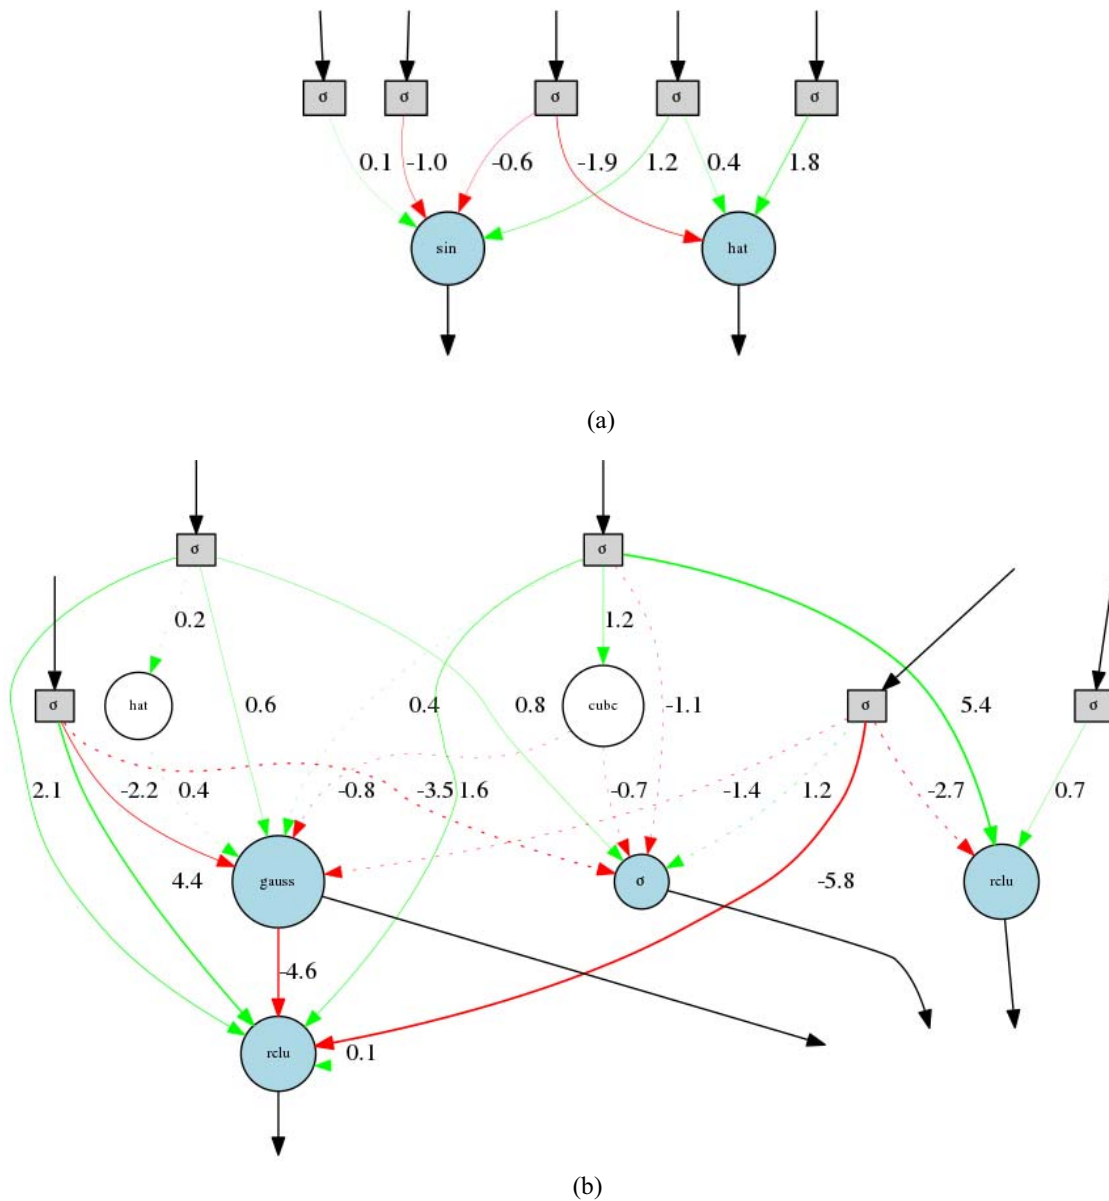 σ σ σ σ σ
0.1 -1.0 -0.6 -1.9 1.2 0.4 1.8
sin hat
(a)
σ σ
0.2 1.2
σ hat 0.6 0.4 0.8 cubc -1.1 σ 5.4 σ
2.1 -2.2 0.4 -0.8 -3.5 1.6 -0.7 -1.4 1.2 -2.7 0.7
4.4 gauss σ -5.8 rclu
-4.6
rclu 0.1
(b)